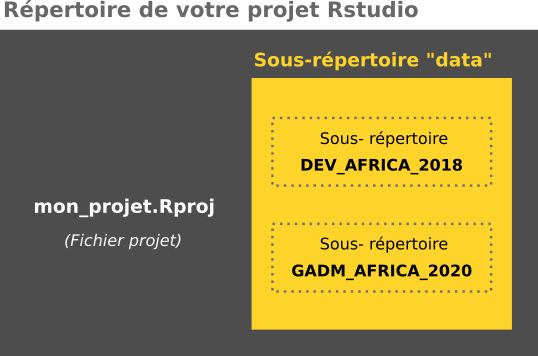 Répertoire de votre projet Rstudio
Sous-répertoire "data"
Sous- répertoire
DEV_AFRICA_2018
mon_projet.Rproj
(Fichier projet)
Sous- répertoire
GADM_AFRICA_2020